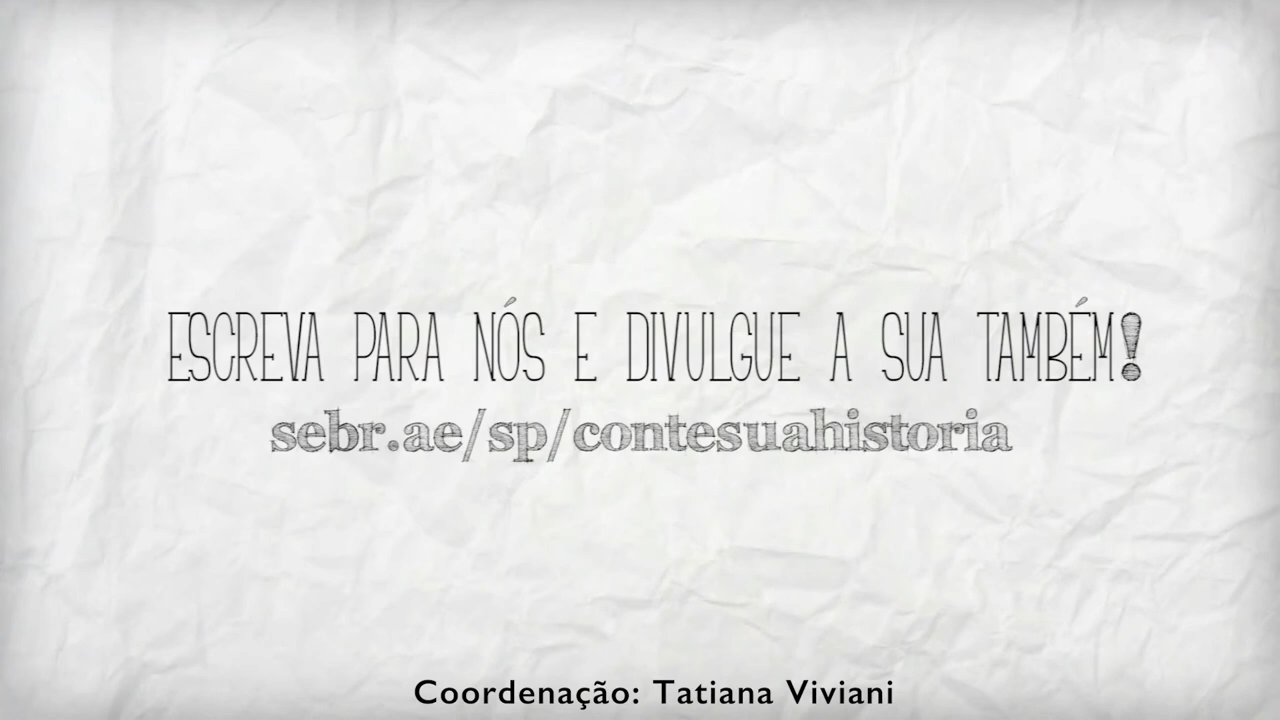 ESCREVA PARA NÓS E DIVULGUE A SUA TAMBÉM!
sebr.ae/sp/contesuahistoria
Coordenação: Tatiana Viviani